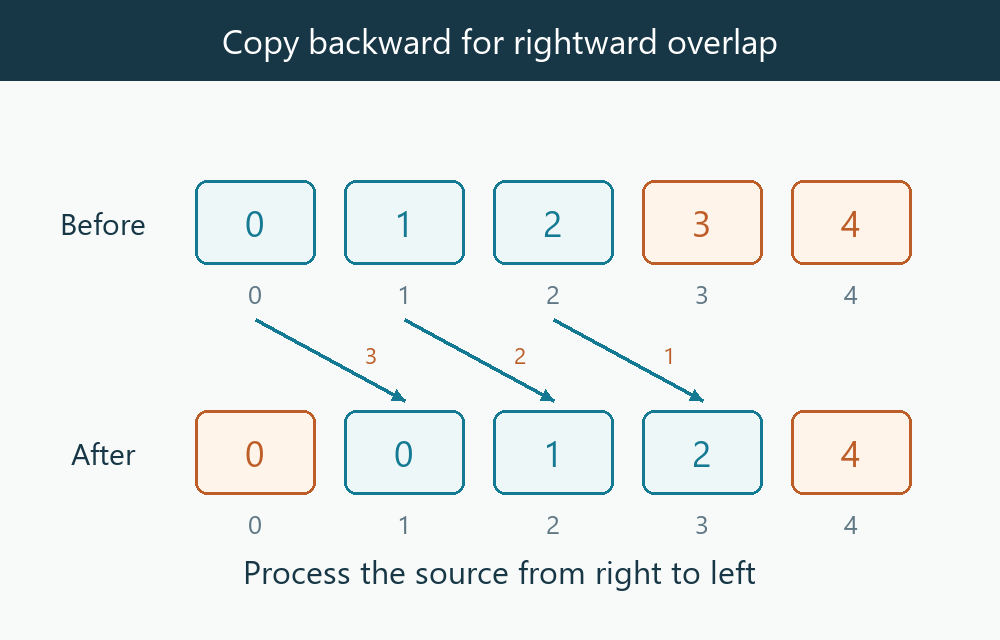 Copy backward for rightward overlap
Before 0 1 2 3 4
0 1 2 3 4
3 2 1
After 0 0 1 2 4
0 1 2 3 4
Process the source from right to left